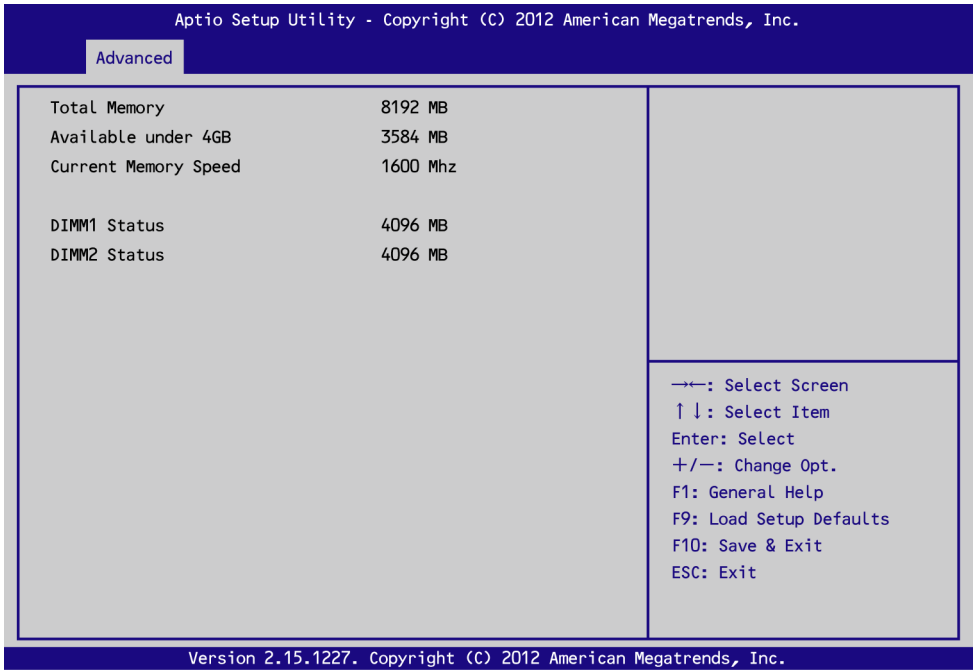 Aptio Setup Utility - Copyright (C) 2012 American Megatrends, Inc.
Advanced
Total Memory 8192 MB
Available under 4GB 3584 MB
Current Memory Speed 1600 Mhz
DIMM1 Status 4096 MB
DIMM2 Status 4096 MB
→←: Select Screen
↑↓: Select Item
Enter: Select
+/-: Change Opt.
F1: General Help
F9: Load Setup Defaults
F10: Save & Exit
ESC: Exit
Version 2.15.1227. Copyright (C) 2012 American Megatrends, Inc.